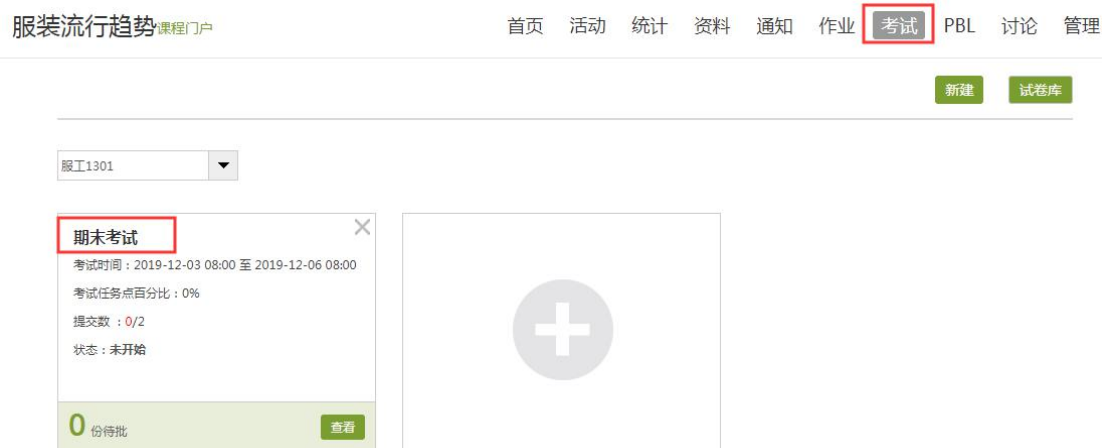 服装流行趋势课程门户 首页 活动 统计 资料 通知 作业 考试 PBL 讨论 管理
新建 试卷库
服工1301
期末考试
考试时间：2019-12-03 08:00 至 2019-12-06 08:00
考试任务点百分比：0%
提交数 ：0/2
状态：未开始
0 份待批 查看